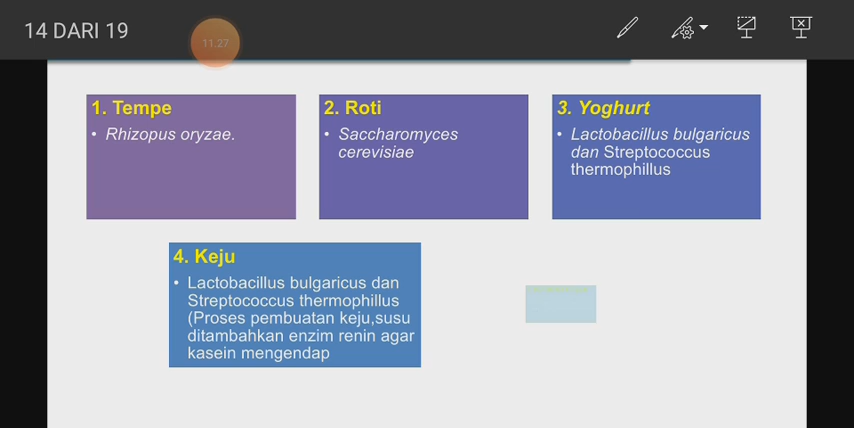 14 DARI 19
11.27
1. Tempe
• Rhizopus oryzae.
2. Roti
• Saccharomyces
cerevisiae
3. Yoghurt
• Lactobacillus bulgaricus
dan Streptococcus
thermophillus
4. Keju
• Lactobacillus bulgaricus dan
Streptococcus thermophillus
(Proses pembuatan keju,susu
ditambahkan enzim renin agar
kasein mengendap